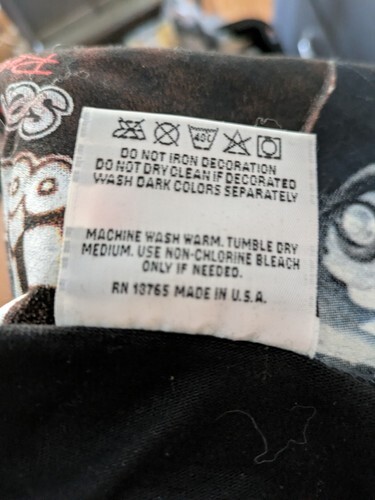 40C
DO NOT IRON DECORATION
DO NOT DRY CLEAN IF DECORATED
WASH DARK COLORS SEPARATELY
MACHINE WASH WARM. TUMBLE DRY
MEDIUM. USE NON-CHLORINE BLEACH
ONLY IF NEEDED.
RN 13765 MADE IN U.S.A.